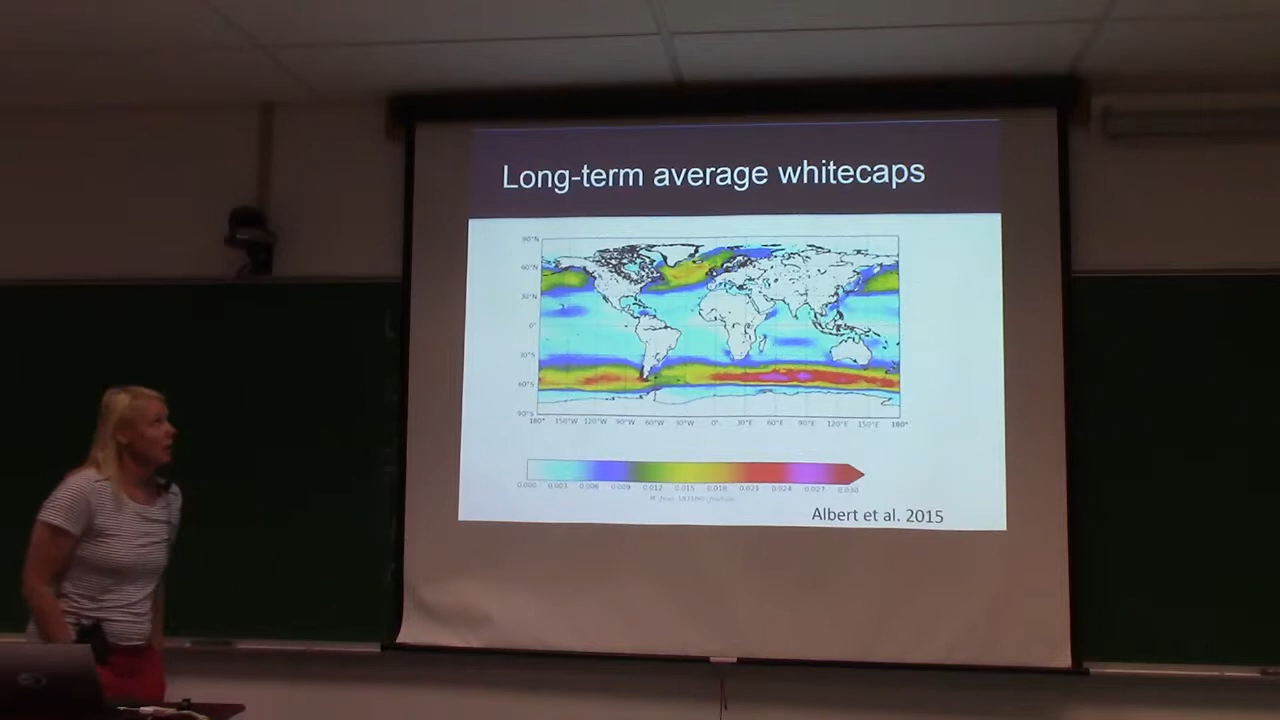 Long-term average whitecaps
90°N
60°N
30°N
0°
30°S
60°S
90°S
180° 150°W 120°W 90°W 60°W 30°W 0° 30°E 60°E 90°E 120°E 150°E 180°
0.000 0.003 0.006 0.009 0.012 0.015 0.018 0.021 0.024 0.027 0.030
Albert et al. 2015